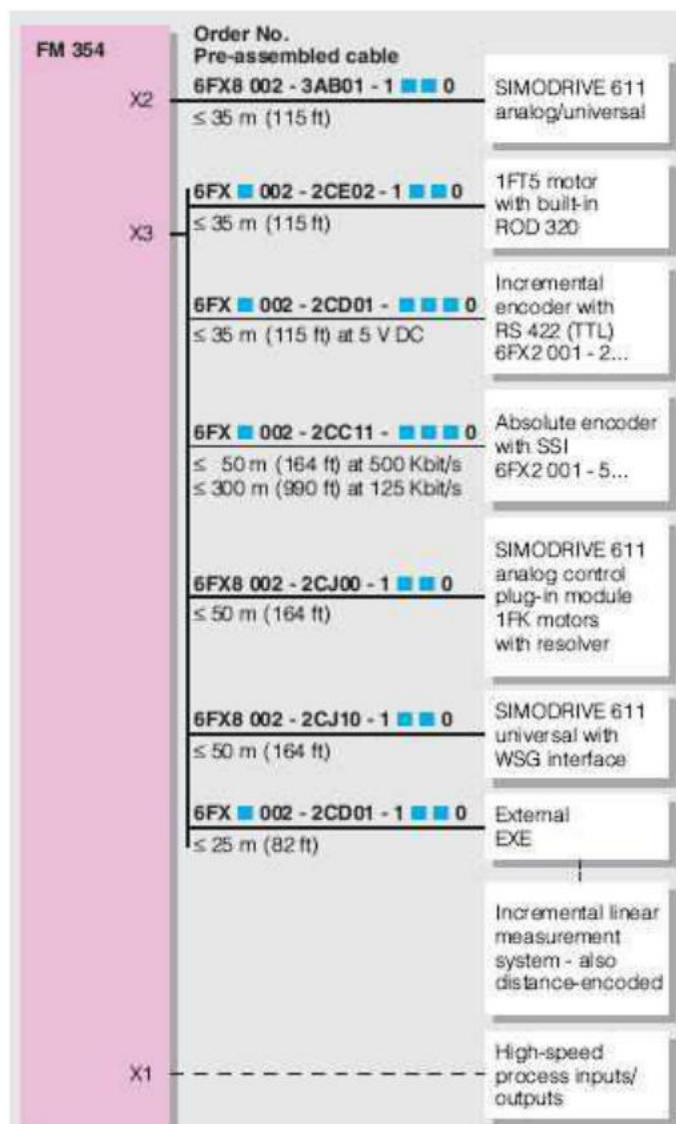 FM 354
Order No.
Pre-assembled cable
X2
6FX8 002 - 3AB01 - 1 ■ ■ 0
≤ 35 m (115 ft)
SIMODRIVE 611
analog/universal
X3
6FX ■ 002 - 2CE02 - 1 ■ ■ 0
≤ 35 m (115 ft)
1FT5 motor
with built-in
ROD 320
6FX ■ 002 - 2CD01 - ■ ■ ■ 0
≤ 35 m (115 ft) at 5 V DC
Incremental
encoder with
RS 422 (TTL)
6FX2 001 - 2...
6FX ■ 002 - 2CC11 - ■ ■ ■ 0
≤ 50 m (164 ft) at 500 Kbit/s
≤ 300 m (990 ft) at 125 Kbit/s
Absolute encoder
with SSI
6FX2 001 - 5...
6FX8 002 - 2CJ00 - 1 ■ ■ 0
≤ 50 m (164 ft)
SIMODRIVE 611
analog control
plug-in module
1FK motors
with resolver
6FX8 002 - 2CJ10 - 1 ■ ■ 0
≤ 50 m (164 ft)
SIMODRIVE 611
universal with
WSG interface
6FX ■ 002 - 2CD01 - 1 ■ ■ 0
≤ 25 m (82 ft)
External
EXE
Incremental linear
measurement
system - also
distance-encoded
X1
High-speed
process inputs/
outputs